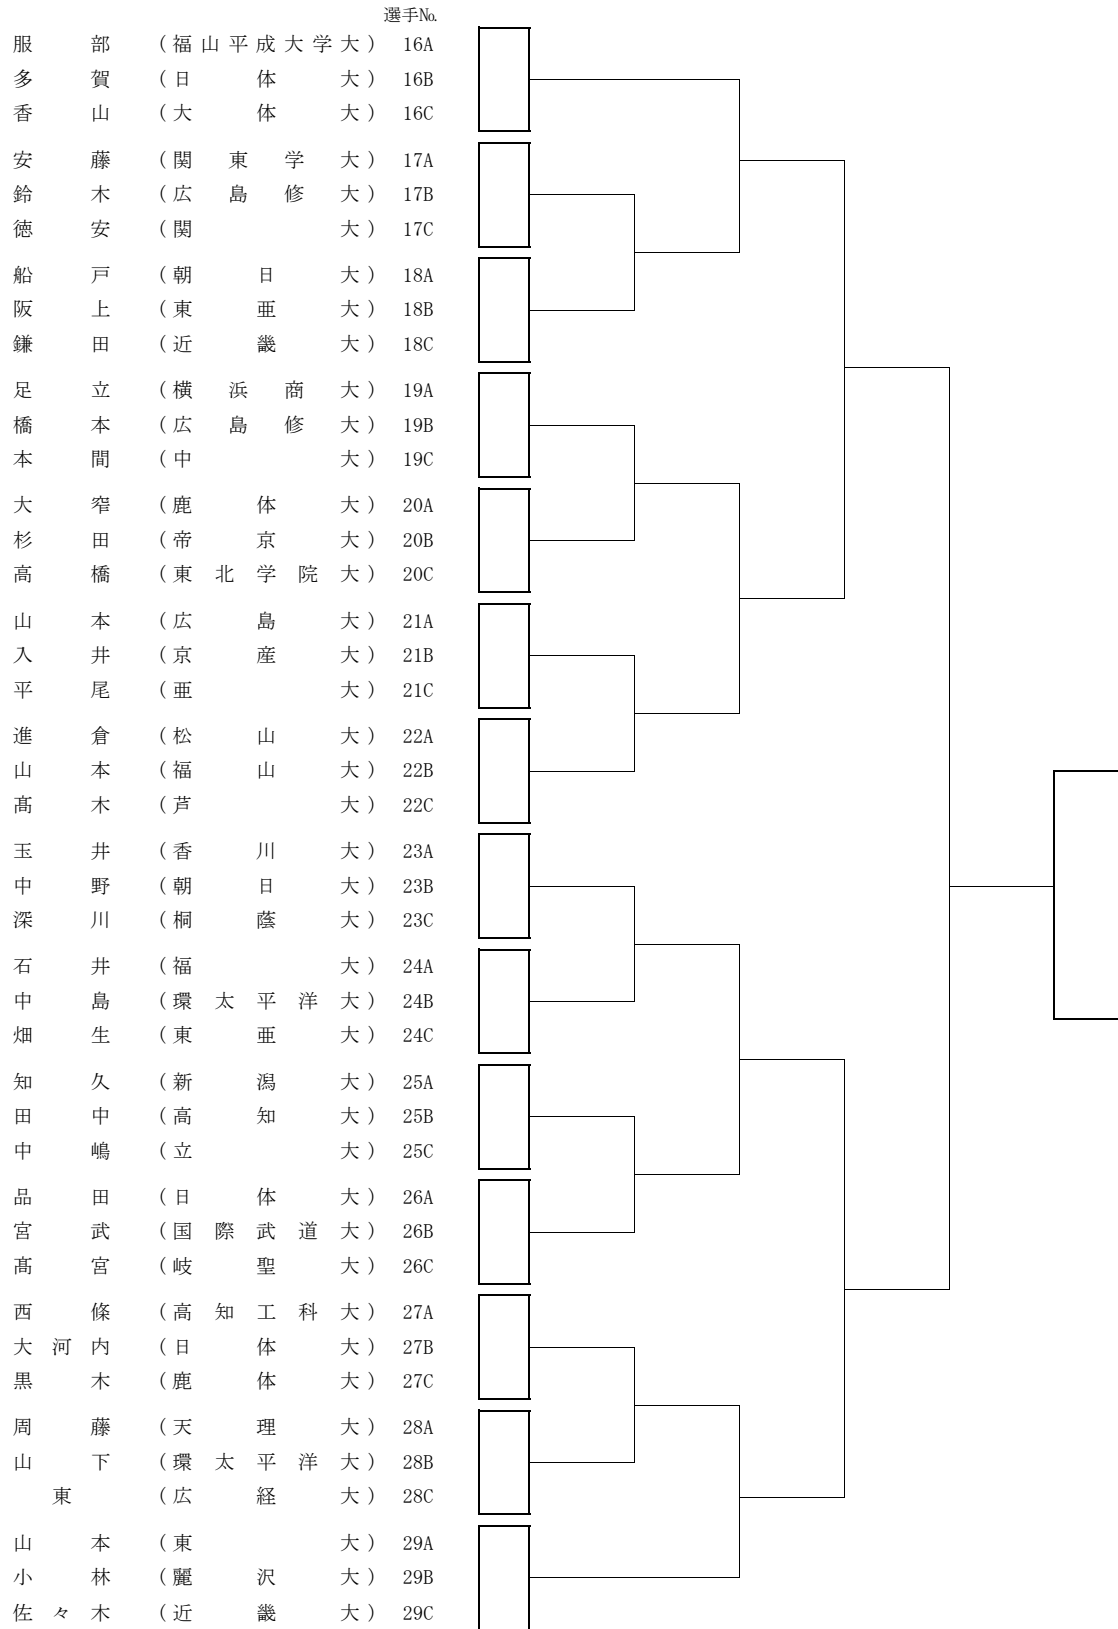 選手№
服部（福山平成大学大）16A
多賀（日体大）16B
香山（大体大）16C
安藤（関東学大）17A
鈴木（広島修大）17B
徳安（関大）17C
船戸（朝日大）18A
阪上（東亜大）18B
鎌田（近畿大）18C
足立（横浜商大）19A
橋本（広島修大）19B
本間（中大）19C
大窄（鹿体大）20A
杉田（帝京大）20B
高橋（東北学院大）20C
山本（広島大）21A
入井（京産大）21B
平尾（亜大）21C
進倉（松山大）22A
山本（福山大）22B
髙木（芦大）22C
玉井（香川大）23A
中野（朝日大）23B
深川（桐蔭大）23C
石井（福大）24A
中島（環太平洋大）24B
畑生（東亜大）24C
知久（新潟大）25A
田中（高知大）25B
中嶋（立大）25C
品田（日体大）26A
宮武（国際武道大）26B
髙宮（岐聖大）26C
西條（高知工科大）27A
大河内（日体大）27B
黒木（鹿体大）27C
周藤（天理大）28A
山下（環太平洋大）28B
東（広経大）28C
山本（東大）29A
小林（麗沢大）29B
佐々木（近畿大）29C